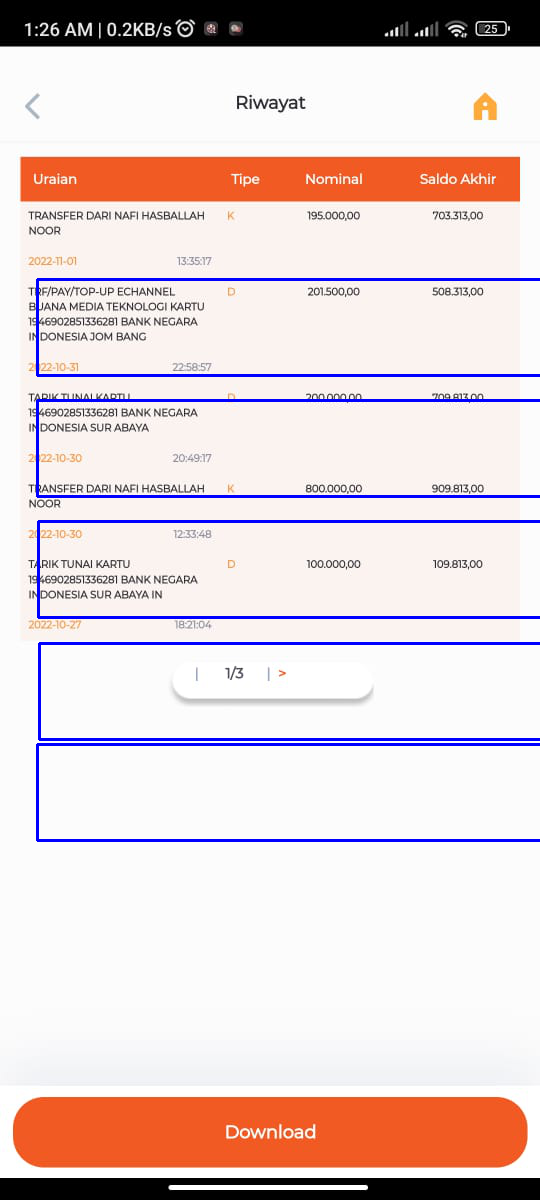 1:26 AM | 0.2KB/s
25
Riwayat
Uraian Tipe Nominal Saldo Akhir
TRANSFER DARI NAFI HASBALLAH K 195.000,00 703.313,00
NOOR
2022-11-01 13:35:17
TRF/PAY/TOP-UP ECHANNEL D 201.500,00 508.313,00
BUANA MEDIA TEKNOLOGI KARTU
1946902851336281 BANK NEGARA
INDONESIA JOM BANG
2022-10-31 22:58:57
TARIK TUNAI KARTU D 200.000,00 709.813,00
1946902851336281 BANK NEGARA
INDONESIA SUR ABAYA
2022-10-30 20:49:17
TRANSFER DARI NAFI HASBALLAH K 800.000,00 909.813,00
NOOR
2022-10-30 12:33:48
TARIK TUNAI KARTU D 100.000,00 109.813,00
1946902851336281 BANK NEGARA
INDONESIA SUR ABAYA IN
2022-10-27 18:21:04
| 1/3 | >
Download